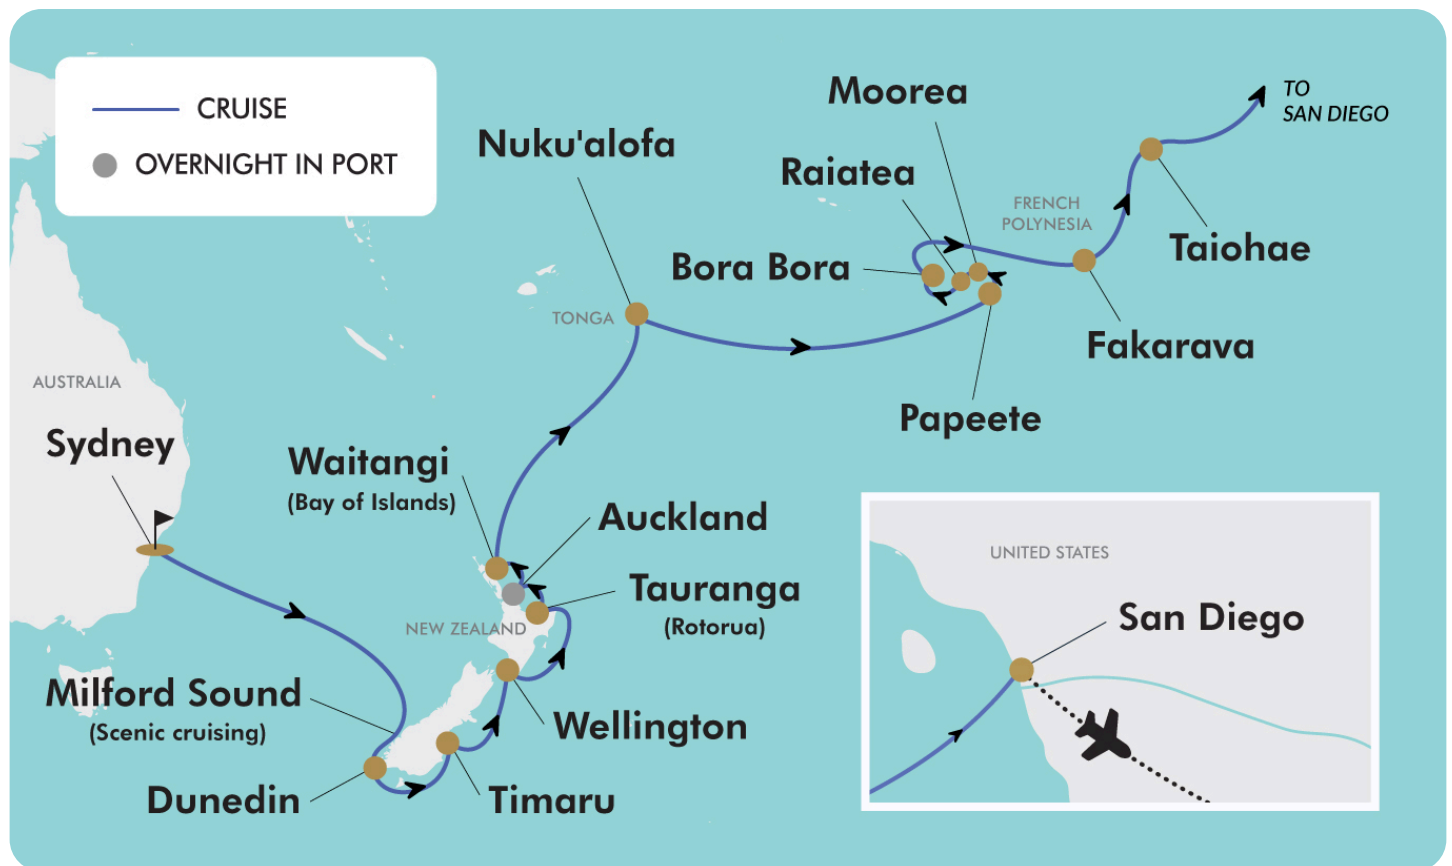 CRUISE
OVERNIGHT IN PORT
Moorea
TO
SAN DIEGO
Nuku'alofa
Raiatea
FRENCH
POLYNESIA
Taiohae
Bora Bora
TONGA
Fakarava
AUSTRALIA
Papeete
Sydney
Waitangi
(Bay of Islands)
Auckland
UNITED STATES
Tauranga
(Rotorua)
NEW ZEALAND
San Diego
Milford Sound
(Scenic cruising)
Wellington
Dunedin
Timaru